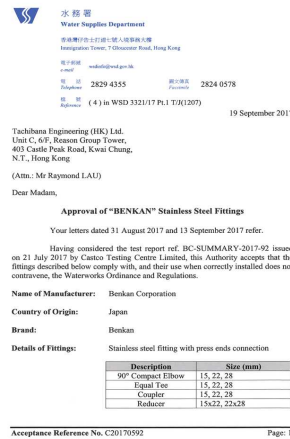 水務署
Water Supplies Department
香港灣仔告士打道七號入境事務大樓
Immigration Tower, 7 Gloucester Road, Hong Kong
電子郵遞
e-mail
wsdinfo@wsd.gov.hk
電 話 2829 4355 圖文傳真 2824 0578
Telephone Facsimile
檔 號
Reference ( 4 ) in WSD 3321/17 Pt.1 T/J(1207)
19 September 2017
Tachibana Engineering (HK) Ltd.
Unit C, 6/F, Reason Group Tower,
403 Castle Peak Road, Kwai Chung,
N.T., Hong Kong
(Attn.: Mr Raymond LAU)
Dear Madam,
Approval of “BENKAN” Stainless Steel Fittings
Your letters dated 31 August 2017 and 13 September 2017 refer.
Having considered the test report ref. BC-SUMMARY-2017-92 issued
on 21 July 2017 by Castco Testing Centre Limited, this Authority accepts that the
fittings described below comply with, and their use when correctly installed does no
contravene, the Waterworks Ordinance and Regulations.
Name of Manufacturer: Benkan Corporation
Country of Origin: Japan
Brand: Benkan
Details of Fittings: Stainless steel fitting with press ends connection
Description Size (mm)
90° Compact Elbow 15, 22, 28
Equal Tee 15, 22, 28
Coupler 15, 22, 28
Reducer 15x22, 22x28
Acceptance Reference No. C20170592 Page: 1